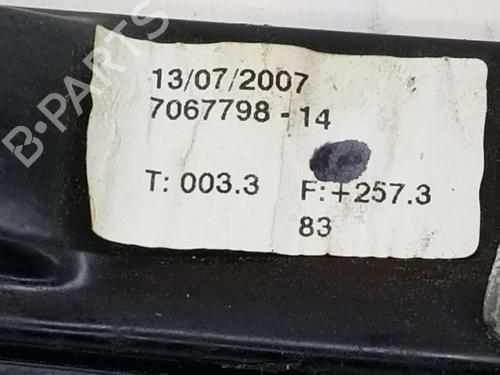 13/07/2007
7067798 - 14
T: 003.3 F: +257.3
83
B-PARTS